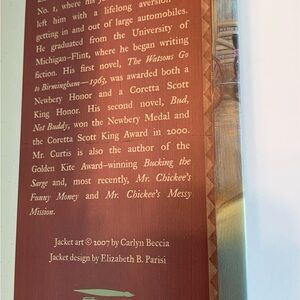 No. 1, where his jo
left him with a lifelong aversion
getting in and out of large automobiles.
He graduated from the University of
Michigan–Flint, where he began writing
fiction. His first novel, The Watsons Go
to Birmingham—1963, was awarded both a
Newbery Honor and a Coretta Scott
King Honor. His second novel, Bud,
Not Buddy, won the Newbery Medal and
the Coretta Scott King Award in 2000.
Mr. Curtis is also the author of the
Golden Kite Award–winning Bucking the
Sarge and, most recently, Mr. Chickee's
Funny Money and Mr. Chickee's Messy
Mission.
Jacket art © 2007 by Carlyn Beccia
Jacket design by Elizabeth B. Parisi